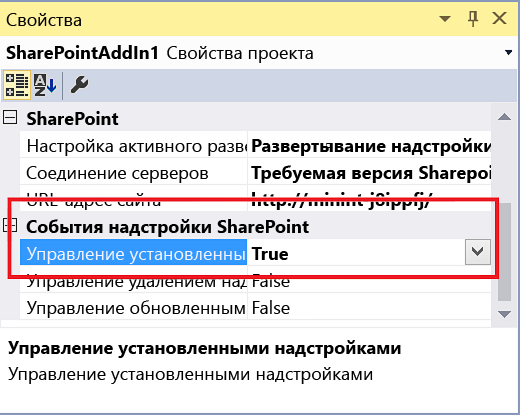 Свойства
SharePointAddIn1 Свойства проекта
SharePoint
Настройка активного разве Развертывание надстройки
Соединение серверов Требуемая версия Sharepoi
URL-адрес сайта http://minint-j8ippfj/
События надстройки SharePoint
Управление установленны True
Управление удалением над False
Управление обновленным False
Управление установленными надстройками
Управление установленными надстройками